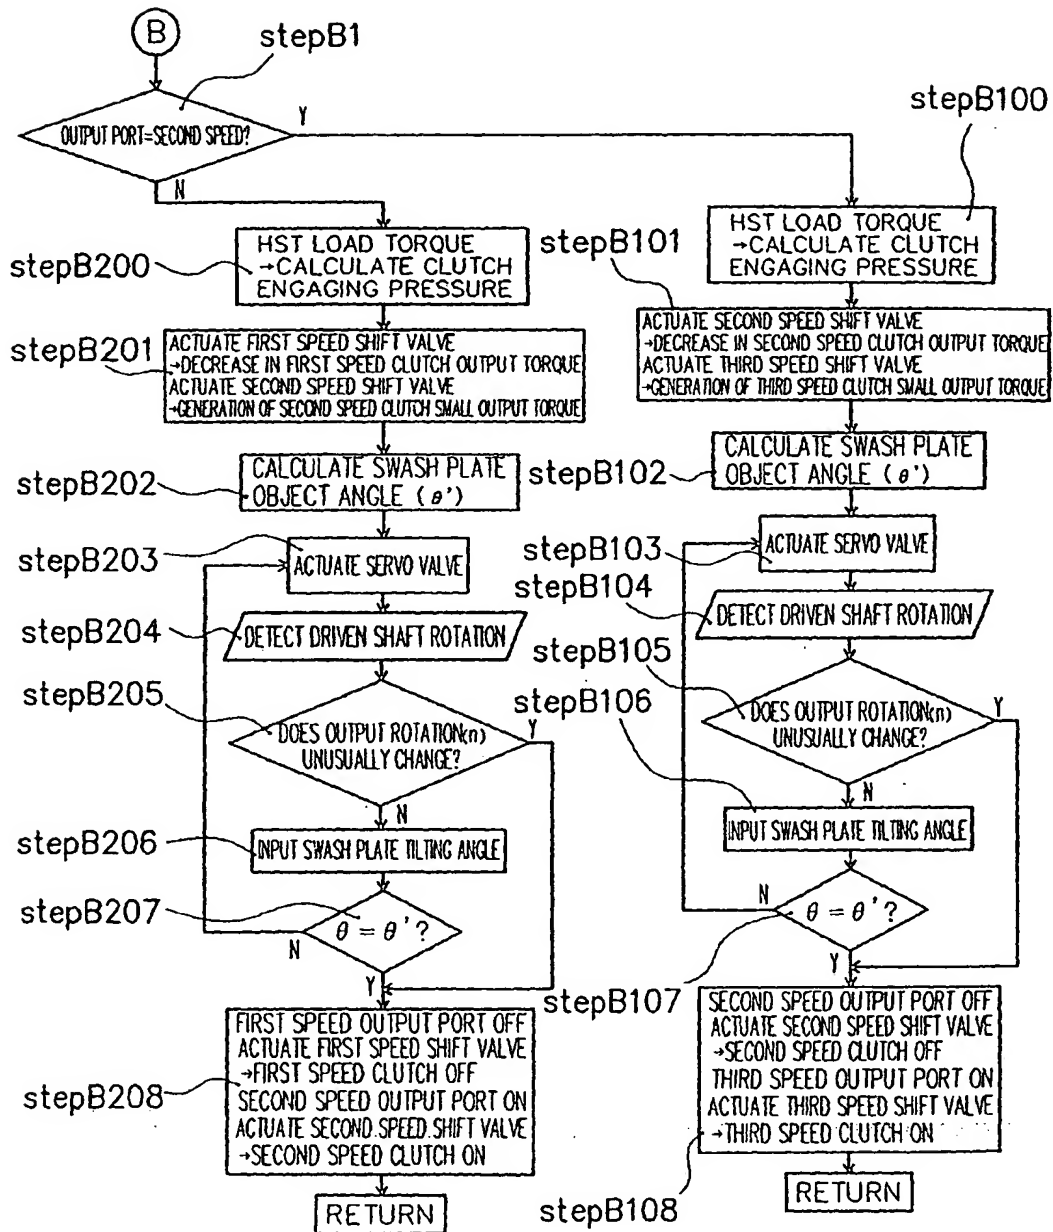 B
stepB1
OUTPUT PORT=SECOND SPEED?
Y
N
stepB100
HST LOAD TORQUE
→CALCULATE CLUTCH
ENGAGING PRESSURE
stepB200
HST LOAD TORQUE
→CALCULATE CLUTCH
ENGAGING PRESSURE
stepB101
ACTUATE SECOND SPEED SHIFT VALVE
→DECREASE IN SECOND SPEED CLUTCH OUTPUT TORQUE
ACTUATE THIRD SPEED SHIFT VALVE
→GENERATION OF THIRD SPEED CLUTCH SMALL OUTPUT TORQUE
stepB201
ACTUATE FIRST SPEED SHIFT VALVE
→DECREASE IN FIRST SPEED CLUTCH OUTPUT TORQUE
ACTUATE SECOND SPEED SHIFT VALVE
→GENERATION OF SECOND SPEED CLUTCH SMALL OUTPUT TORQUE
stepB202
CALCULATE SWASH PLATE
OBJECT ANGLE (θ')
stepB102
CALCULATE SWASH PLATE
OBJECT ANGLE (θ')
stepB203
ACTUATE SERVO VALVE
stepB103
ACTUATE SERVO VALVE
stepB204
DETECT DRIVEN SHAFT ROTATION
stepB104
DETECT DRIVEN SHAFT ROTATION
stepB205
DOES OUTPUT ROTATION(n)
UNUSUALLY CHANGE?
Y
N
stepB105
DOES OUTPUT ROTATION(n)
UNUSUALLY CHANGE?
Y
N
stepB206
INPUT SWASH PLATE TILTING ANGLE
stepB106
INPUT SWASH PLATE TILTING ANGLE
stepB207
θ = θ'?
N
Y
stepB107
θ = θ'?
N
Y
stepB208
FIRST SPEED OUTPUT PORT OFF
ACTUATE FIRST SPEED SHIFT VALVE
→FIRST SPEED CLUTCH OFF
SECOND SPEED OUTPUT PORT ON
ACTUATE SECOND SPEED SHIFT VALVE
→SECOND SPEED CLUTCH ON
RETURN
stepB108
SECOND SPEED OUTPUT PORT OFF
ACTUATE SECOND SPEED SHIFT VALVE
→SECOND SPEED CLUTCH OFF
THIRD SPEED OUTPUT PORT ON
ACTUATE THIRD SPEED SHIFT VALVE
→THIRD SPEED CLUTCH ON
RETURN